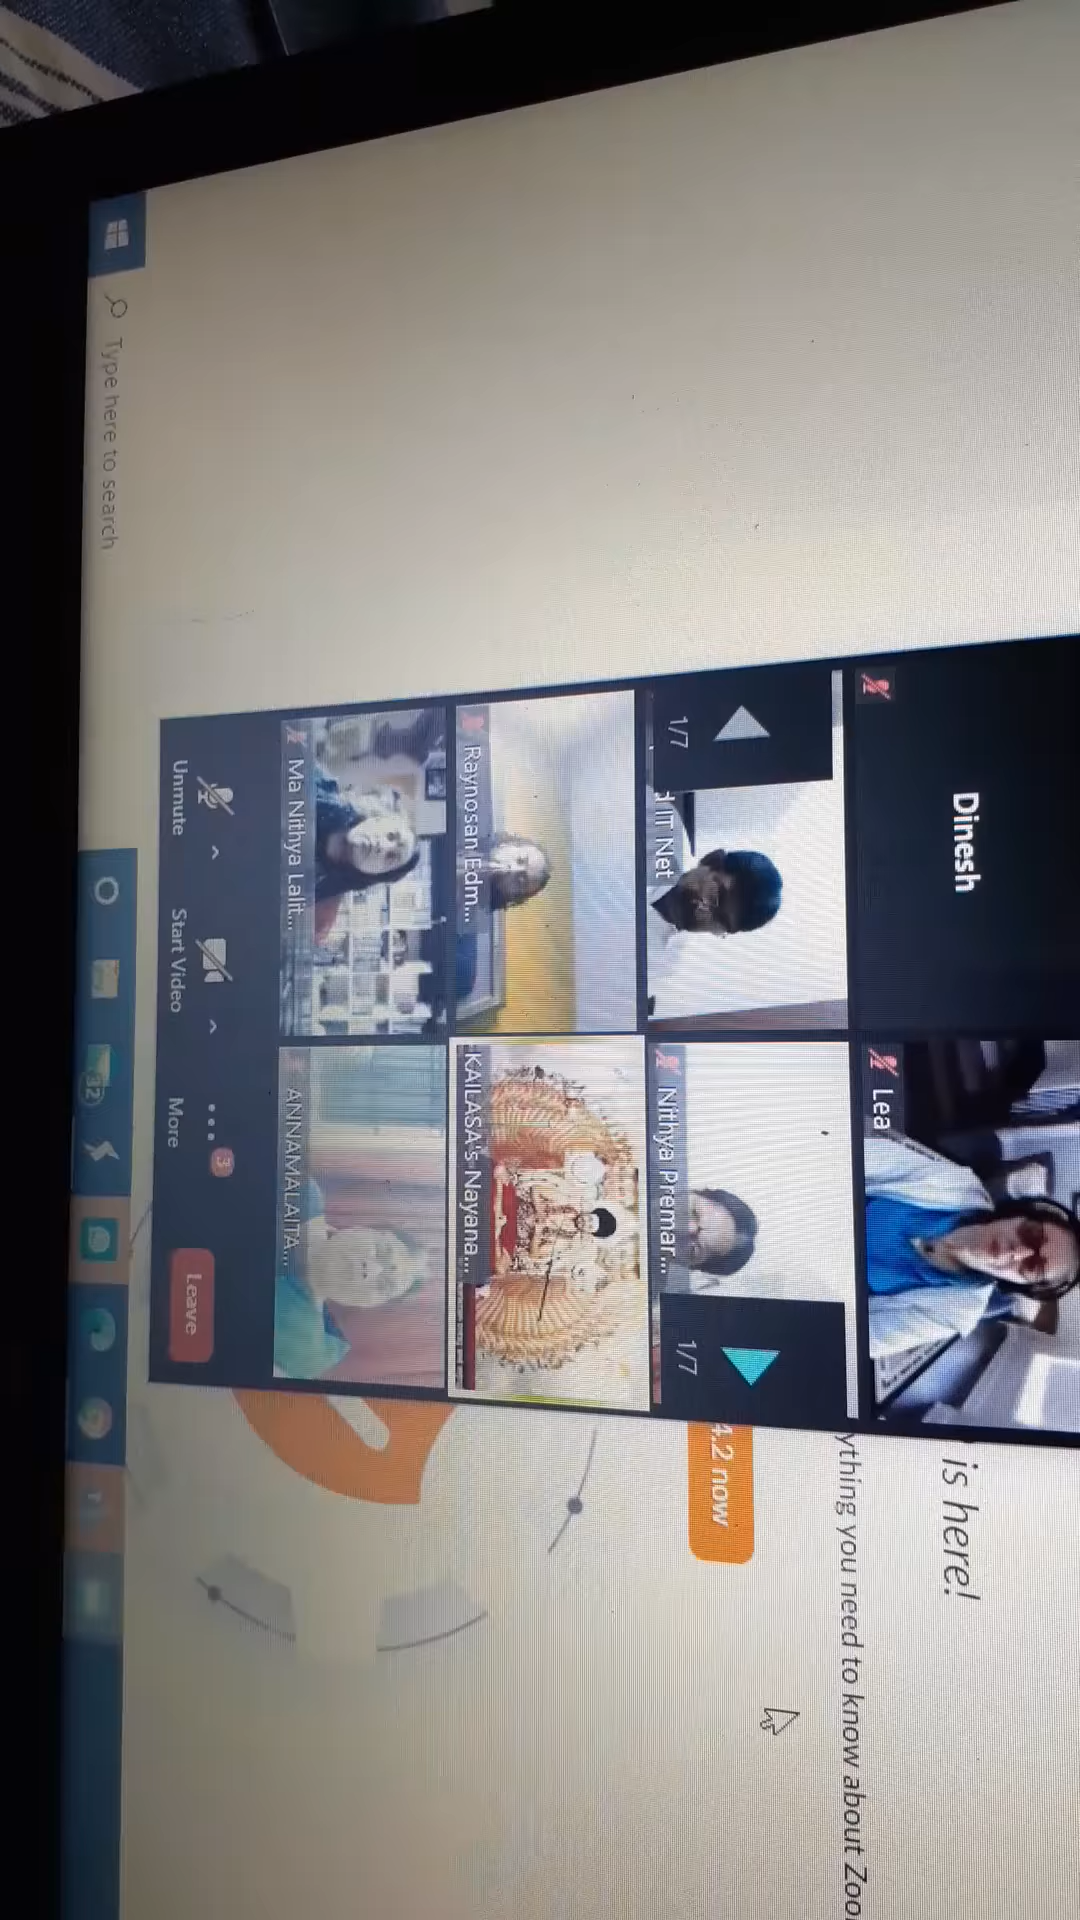 is here!
ything you need to know about Zoo
4.2 now
Dinesh
Lea
1/7
IT Net
Nithya Premar...
1/7
Raynosan Edm...
KAILASA's Nayana...
Ma Nithya Lalit...
ANNAMALAITA...
Unmute
Start Video
More
3
Leave
Type here to search
32